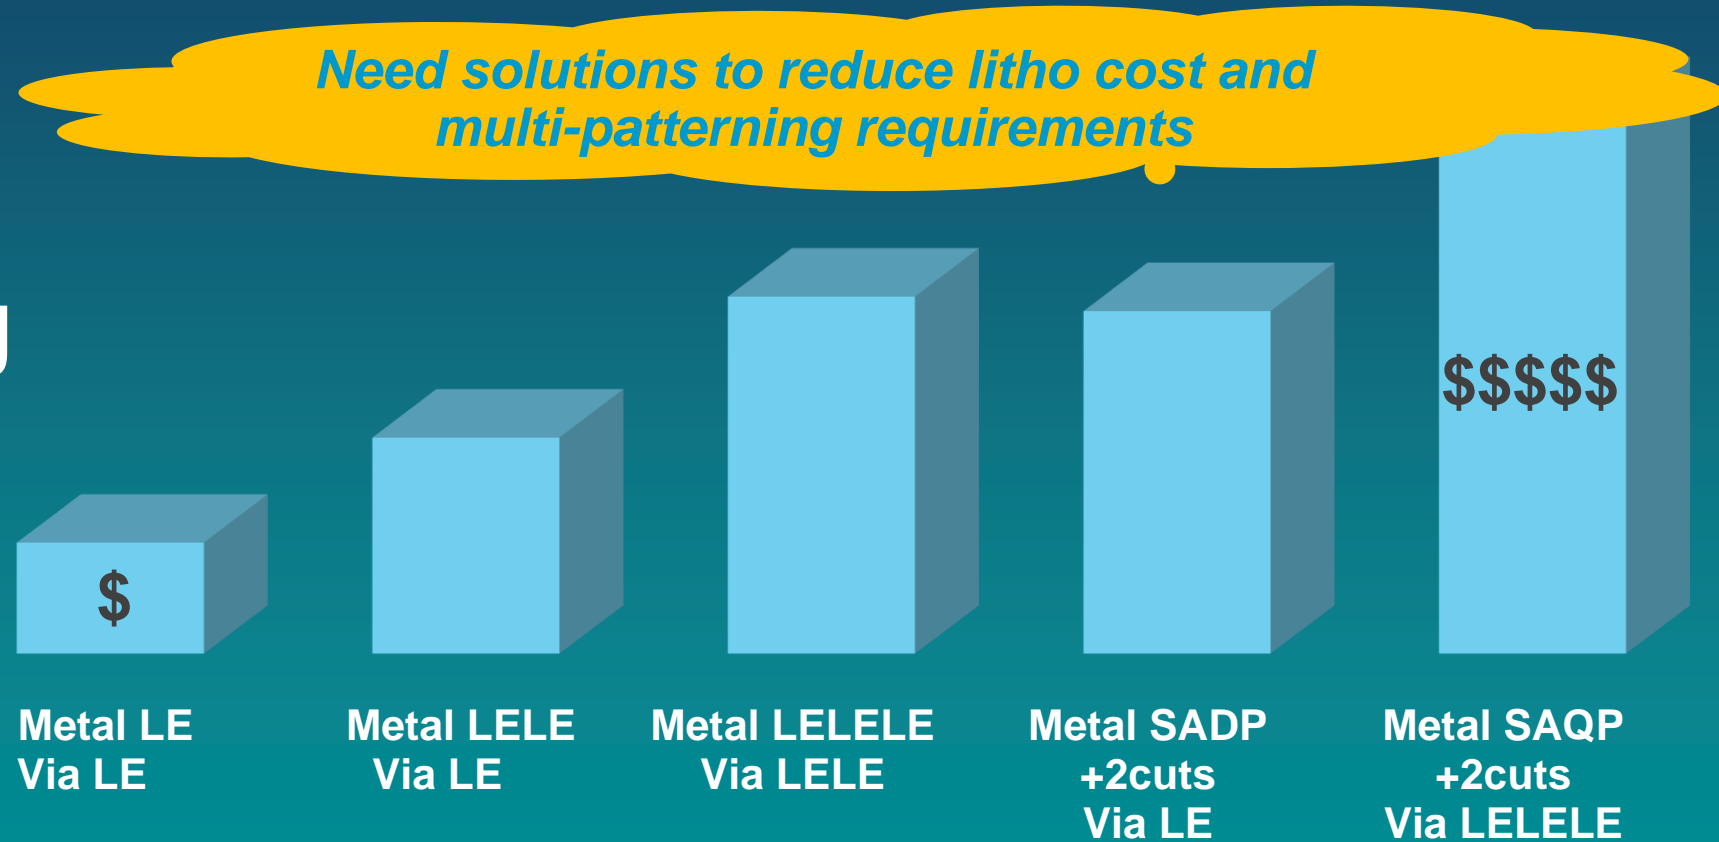 Need solutions to reduce litho cost and
multi-patterning requirements
$$$$$
$
Metal LE
Via LE
Metal LELE
Via LE
Metal LELELE
Via LELE
Metal SADP
+2cuts
Via LE
Metal SAQP
+2cuts
Via LELELE